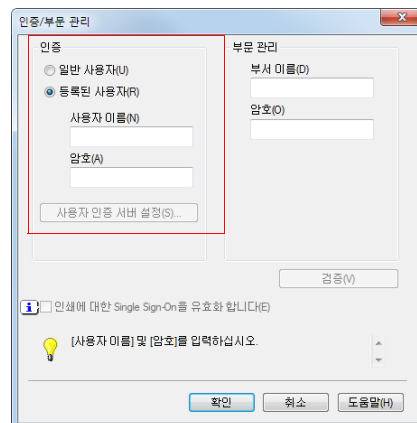 인증/부문 관리
인증
일반 사용자(U)
등록된 사용자(R)
사용자 이름(N)
암호(A)
사용자 인증 서버 설정(S)...
부문 관리
부서 이름(D)
암호(O)
검증(V)
인쇄에 대한 Single Sign-On을 유효화 합니다(E)
[사용자 이름] 및 [암호]를 입력하십시오.
확인
취소
도움말(H)